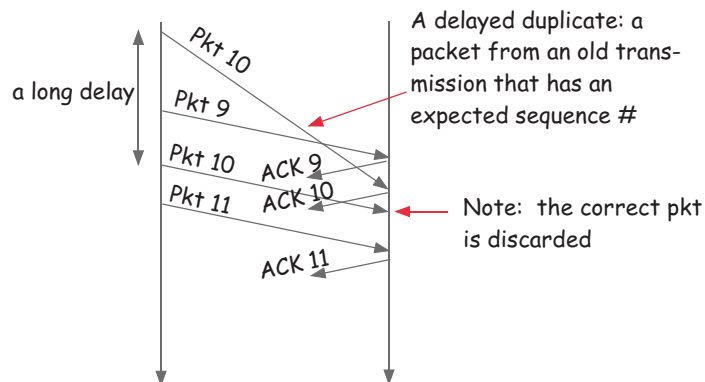 Pkt 10
A delayed duplicate: a
packet from an old trans-
mission that has an
expected sequence #
a long delay
Pkt 9
Pkt 10
ACK 9
ACK 10
Pkt 11
Note: the correct pkt
is discarded
ACK 11